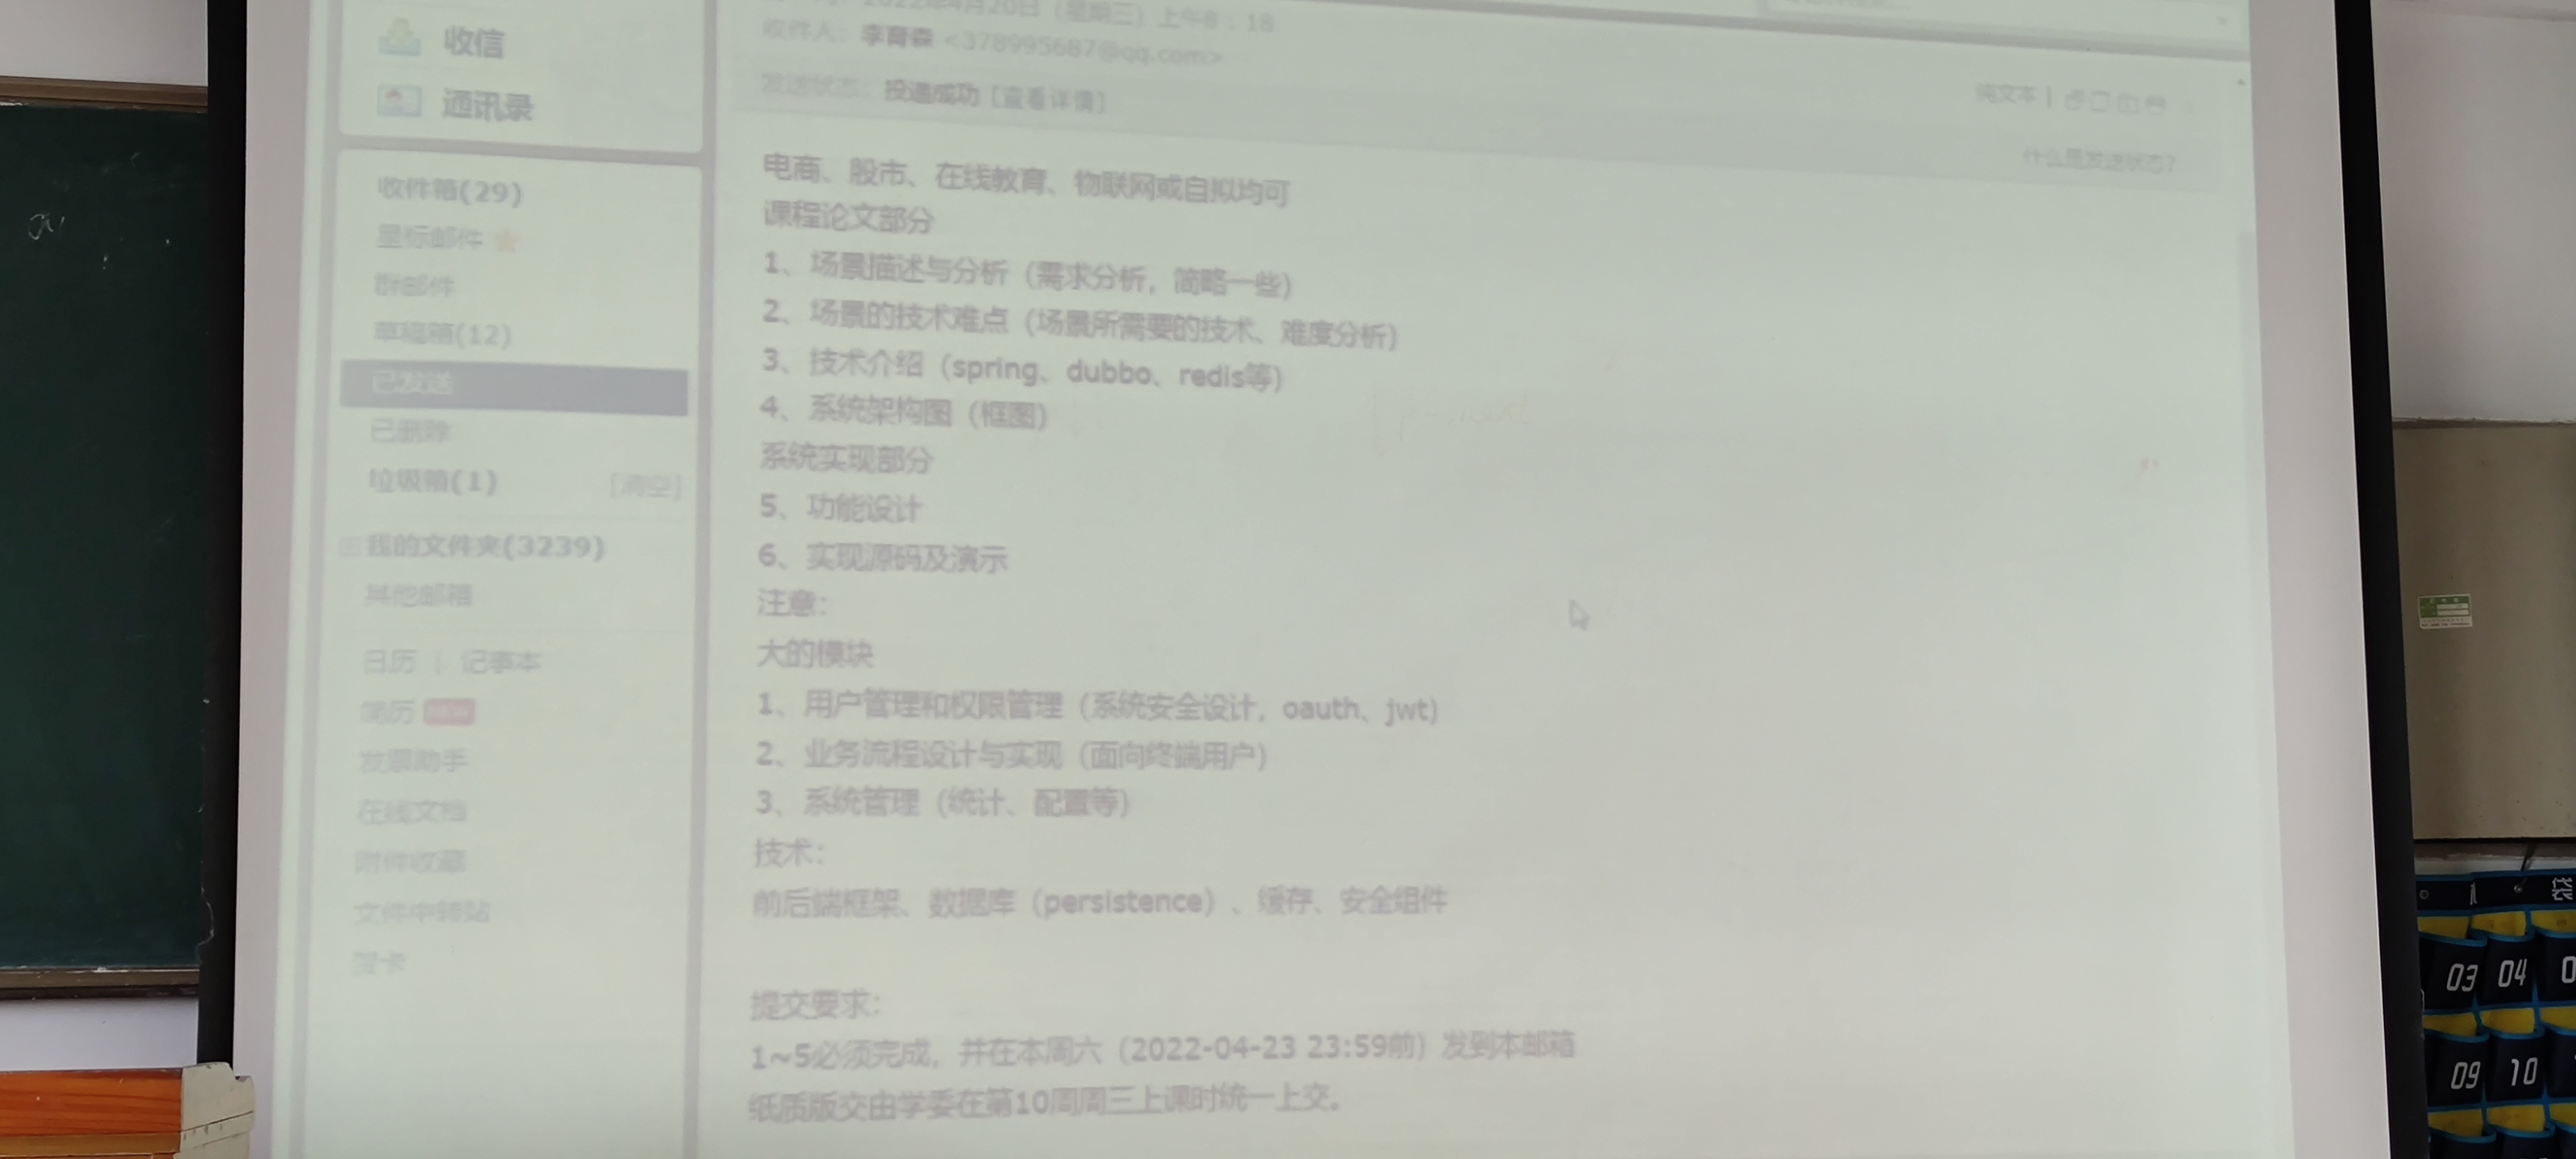 收信
通讯录
收件箱(29)
星标邮件
群邮件
草稿箱(12)
已发送
已删除
垃圾箱(1) [清空]
我的文件夹(3239)
其他邮箱
日历 | 记事本
简历
发票助手
在线文档
附件收藏
文件中转站
贺卡
2022年4月20日（星期三）上午8：18
收件人：李育森 <378995687@qq.com>
发送状态：投递成功 [查看详情]
纯文本 |
什么是发送状态?
电商、股市、在线教育、物联网或自拟均可
课程论文部分
1、场景描述与分析（需求分析，简略一些）
2、场景的技术难点（场景所需要的技术、难度分析）
3、技术介绍（spring、dubbo、redis等）
4、系统架构图（框图）
系统实现部分
5、功能设计
6、实现源码及演示
注意：
大的模块
1、用户管理和权限管理（系统安全设计，oauth、jwt）
2、业务流程设计与实现（面向终端用户）
3、系统管理（统计、配置等）
技术：
前后端框架、数据库（persistence）、缓存、安全组件
提交要求：
1~5必须完成，并在本周六（2022-04-23 23:59前）发到本邮箱
纸质版交由学委在第10周周三上课时统一上交。
袋
03 04
09 10